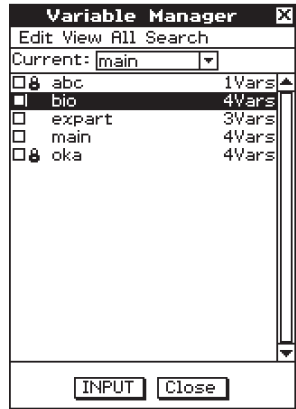 Variable Manager
Edit View All Search
Current: main
abc 1Vars
bio 4Vars
expart 3Vars
main 4Vars
oka 4Vars
INPUT Close